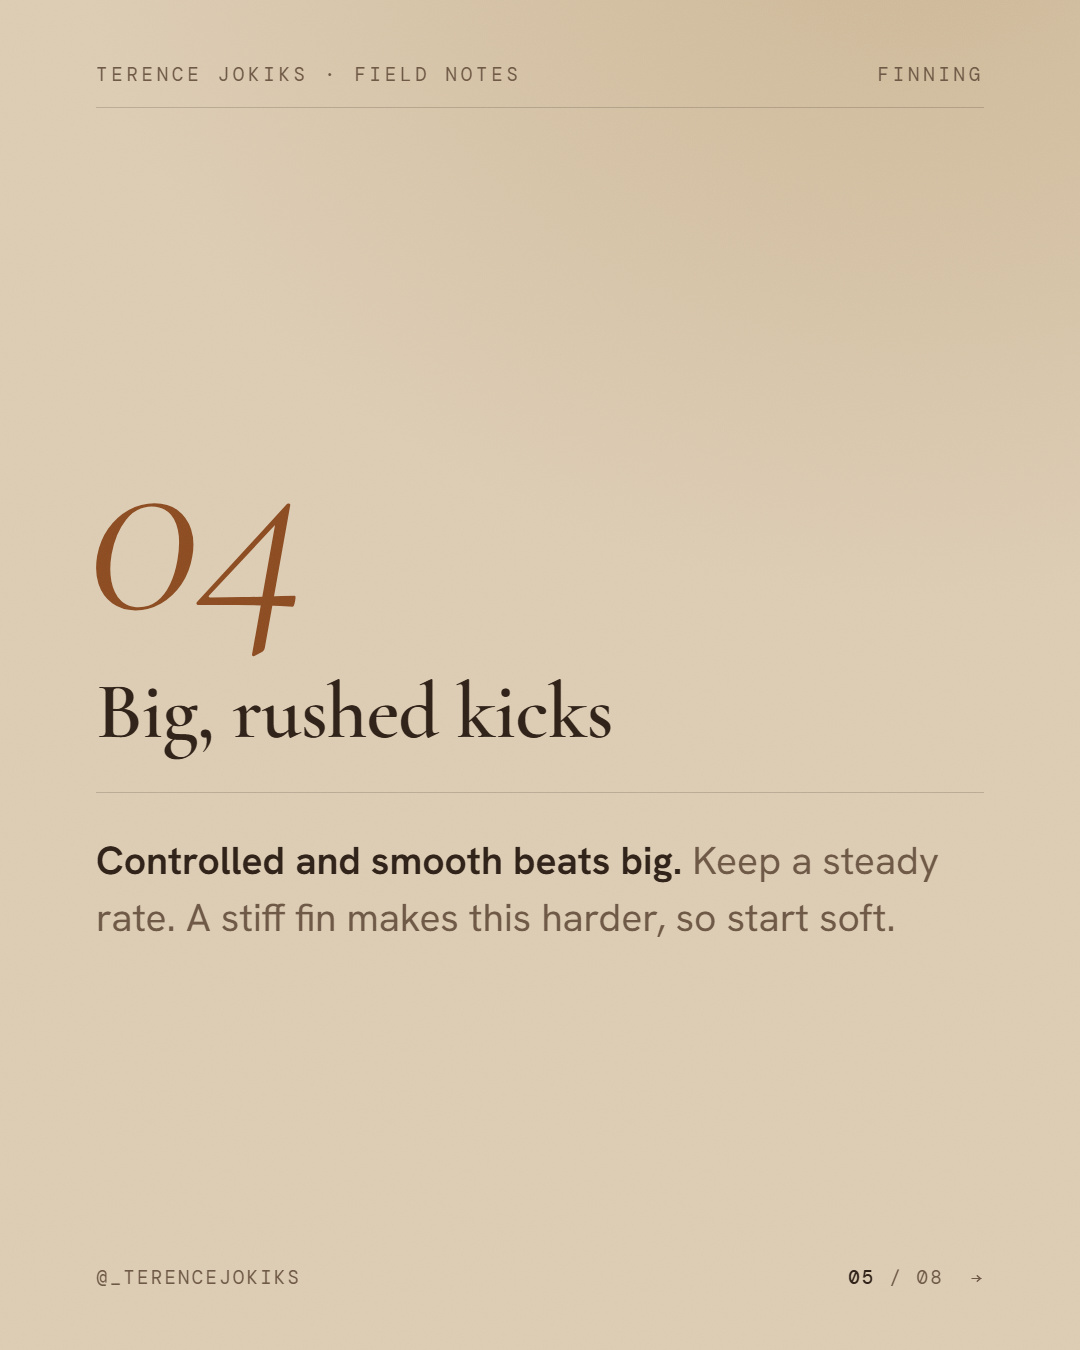 TERENCE JOKIKS · FIELD NOTES
FINNING
04
Big, rushed kicks
Controlled and smooth beats big. Keep a steady
rate. A stiff fin makes this harder, so start soft.
@_TERENCEJOKIKS
05 / 08 →